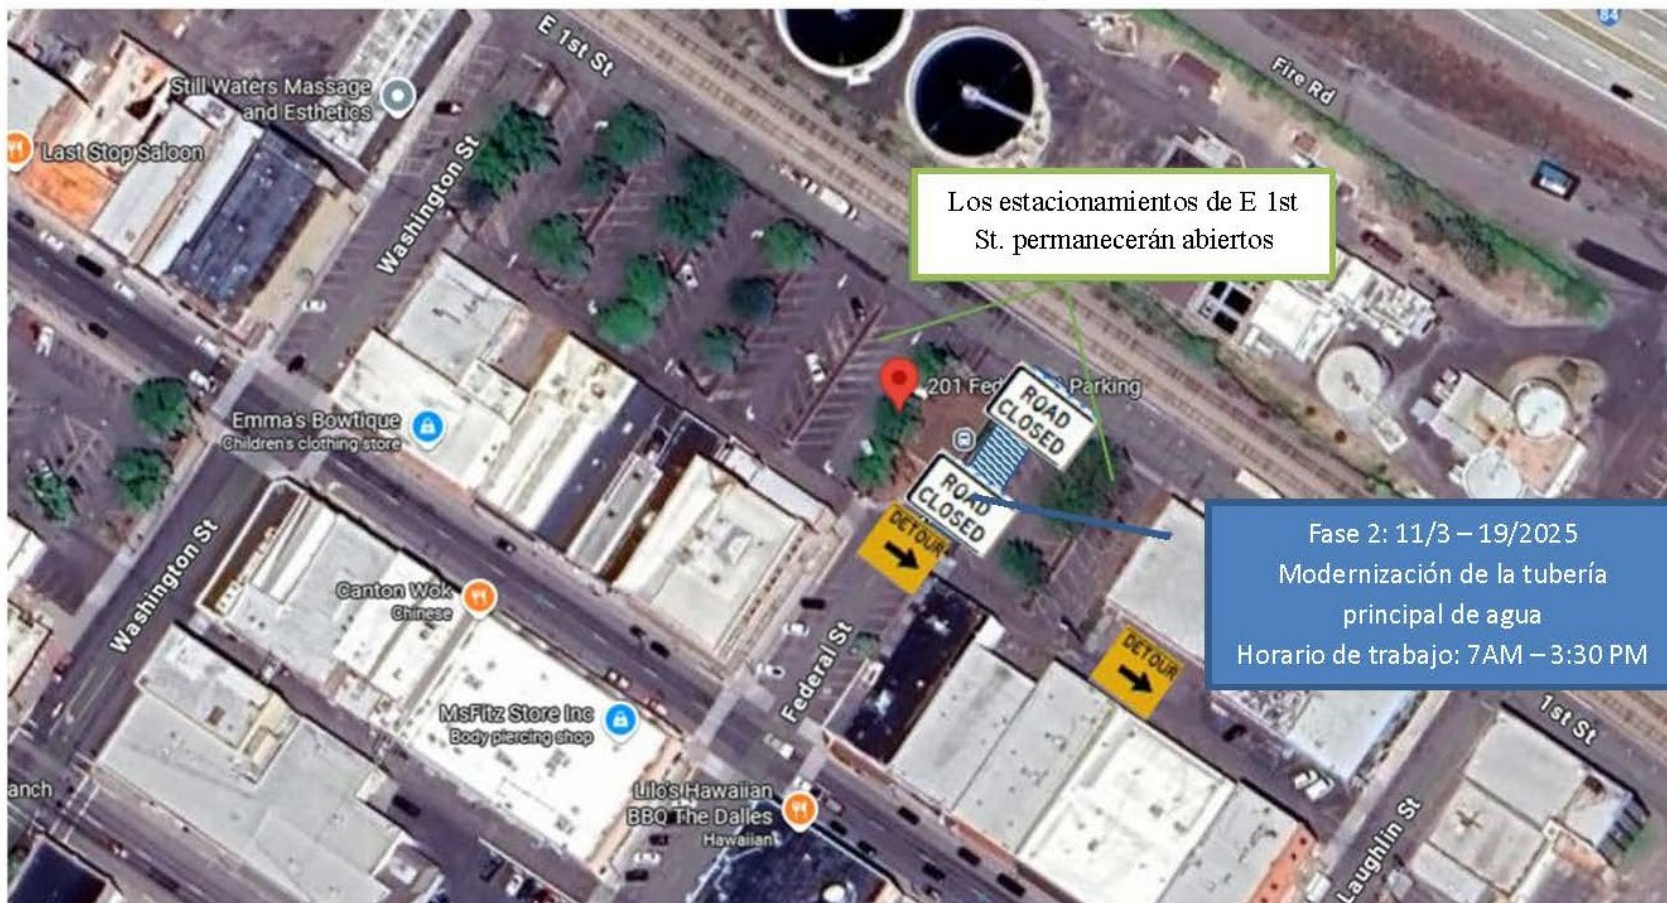 84
E 1st St
Fire Rd
Still Waters Massage
and Esthetics
Last Stop Saloon
Washington St
Los estacionamientos de E 1st
St. permanecerán abiertos
201 Fed
Parking
ROAD
CLOSED
ROAD
CLOSED
DETOUR
Emma's Bowtique
Children's clothing store
Fase 2: 11/3 – 19/2025
Modernización de la tubería
principal de agua
Horario de trabajo: 7AM – 3:30 PM
Washington St
Canton Wok
Chinese
Federal St
DETOUR
MsFitz Store Inc
Body piercing shop
1st St
anch
Lilo's Hawaiian
BBQ The Dalles
Hawaiian
Laughlin St